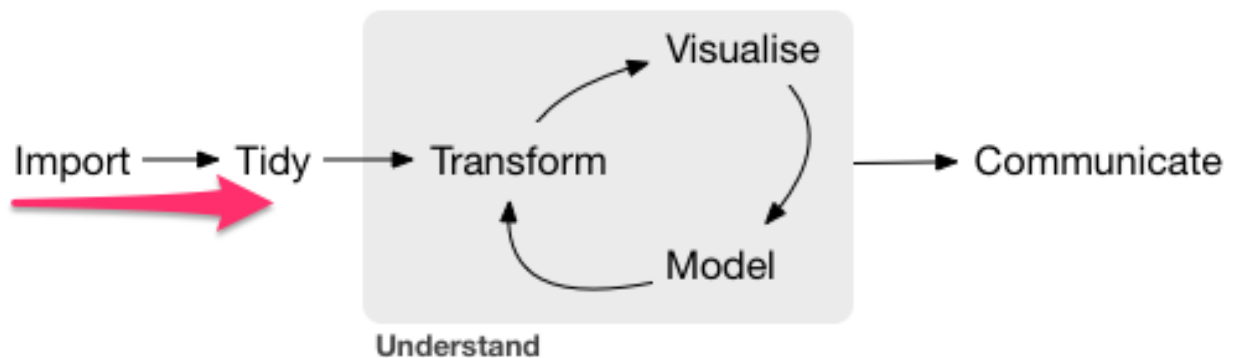 Visualise
Import
Tidy
Transform
Communicate
Model
Understand